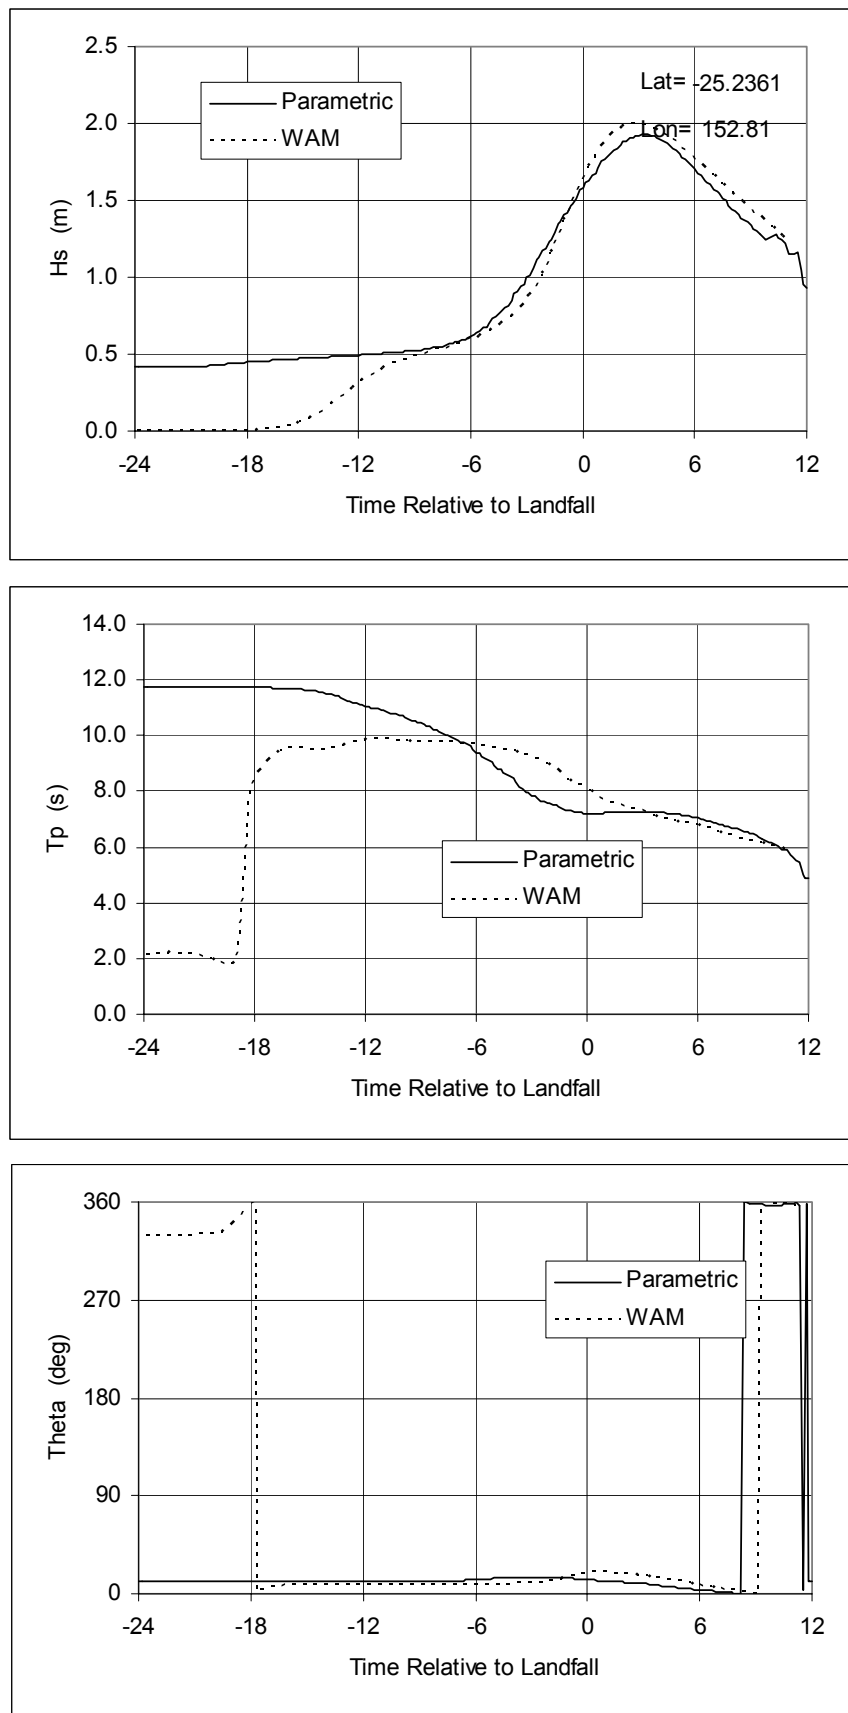 2.5
Lat= -25.2361
Parametric
2.0
Lon= 152.81
WAM
1.5
Hs (m)
1.0
0.5
0.0
-24 -18 -12 -6 0 6 12
Time Relative to Landfall
14.0
12.0
10.0
8.0
Tp (s)
6.0
Parametric
4.0
WAM
2.0
0.0
-24 -18 -12 -6 0 6 12
Time Relative to Landfall
360
Parametric
270
WAM
180
Theta (deg)
90
0
-24 -18 -12 -6 0 6 12
Time Relative to Landfall